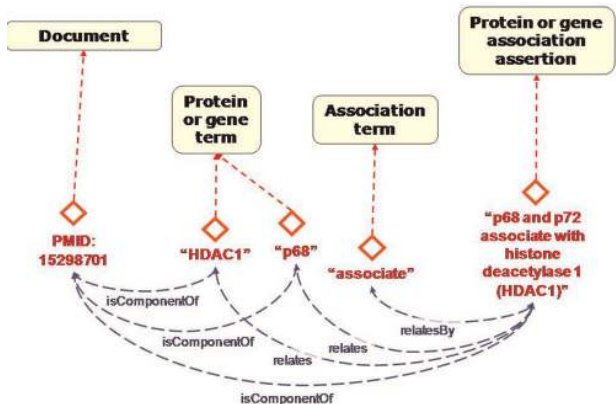 Document
Protein or gene
association
assertion
Protein
or gene
term
Association
term
PMID:
15298701
“HDAC1”
“p68”
“associate”
“p68 and p72
associate with
histone
deacetylase 1
(HDAC1)”
isComponentOf
relatesBy
isComponentOf
relates
relates
isComponentOf